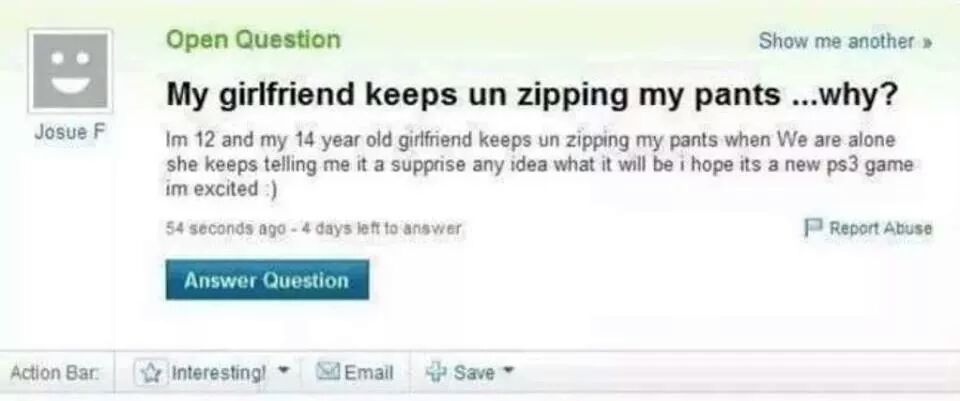 Open Question
Show me another »
My girlfriend keeps un zipping my pants ...why?
Josue F
Im 12 and my 14 year old girlfriend keeps un zipping my pants when We are alone
she keeps telling me it a supprise any idea what it will be i hope its a new ps3 game
im excited :)
54 seconds ago - 4 days left to answer.
Report Abuse
Answer Question
Action Bar:
Interesting!
Email
Save